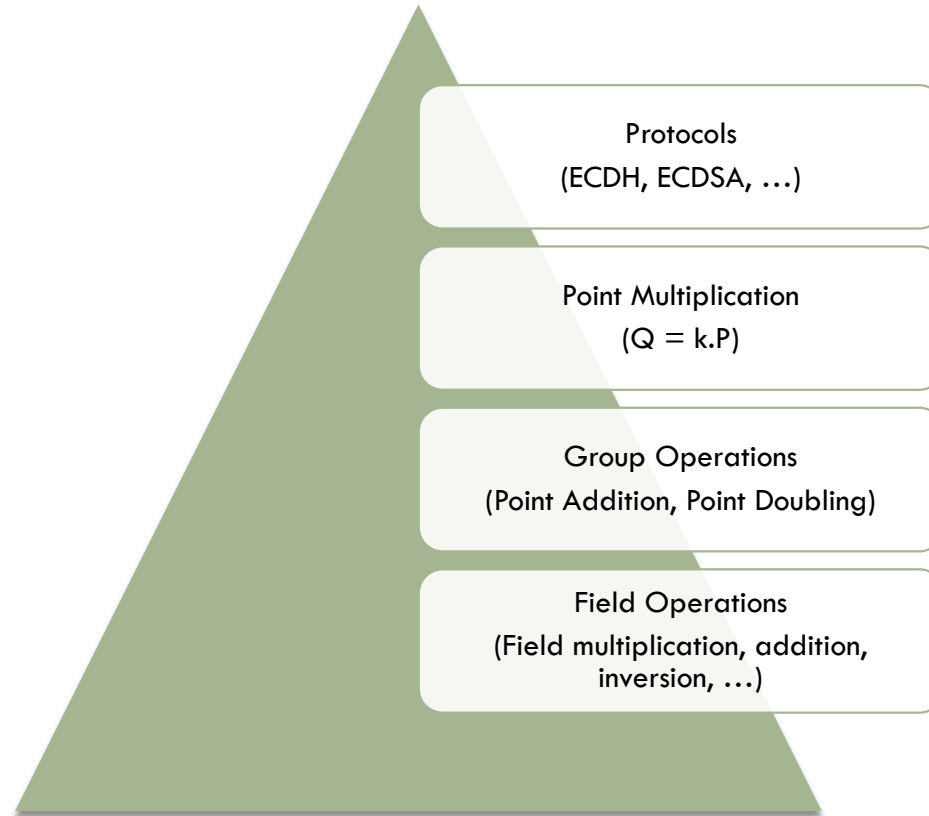 Protocols
(ECDH, ECDSA, …)
Point Multiplication
(Q = k.P)
Group Operations
(Point Addition, Point Doubling)
Field Operations
(Field multiplication, addition,
inversion, …)